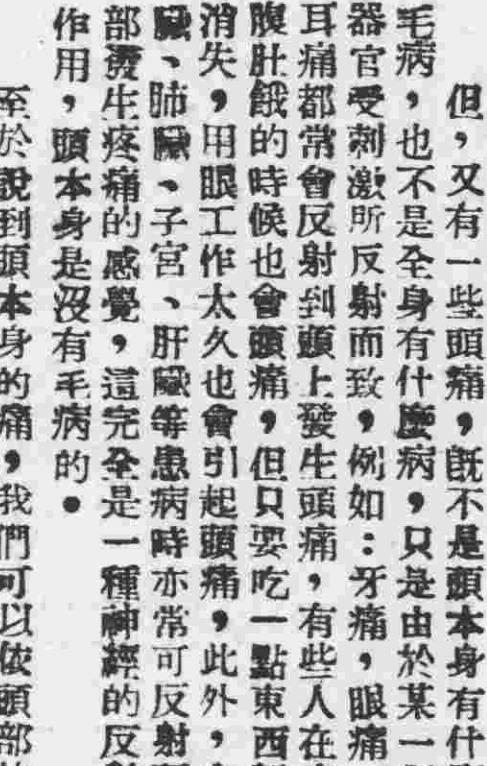 但，又有一些頭痛，既不是頭本身有什
毛病，也不是全身有什麼病，只是由於某一
器官受刺激所反射而致，例如：牙痛，眼痛
耳痛都常會反射到頭上發生頭痛，有些人在
腹肚餓的時候也會頭痛，但只要吃一點東西
消失，用眼工作太久也會引起頭痛，此外，
臟、肺臟、子宮、肝臟等患病時亦常可反射
部發生疼痛的感覺，這完全是一種神經的反
作用，頭本身是沒有毛病的。
至於說到頭本身的痛，我們可以依頭部